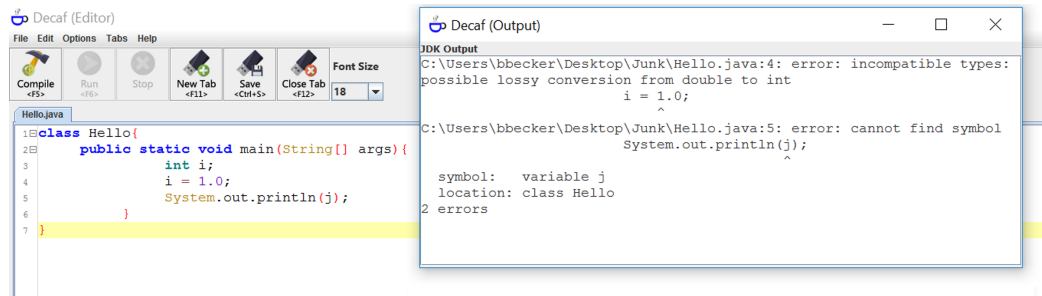 Decaf (Editor)
File Edit Options Tabs Help
Compile <F5>
Run <F6>
Stop
New Tab <F11>
Save <Ctrl+S>
Close Tab <F12>
Font Size
18
Hello.java
1 class Hello{
2 public static void main(String[] args){
3 int i;
4 i = 1.0;
5 System.out.println(j);
6 }
7 }
Decaf (Output)
JDK Output
C:\Users\bbecker\Desktop\Junk\Hello.java:4: error: incompatible types:
possible lossy conversion from double to int
i = 1.0;
^
C:\Users\bbecker\Desktop\Junk\Hello.java:5: error: cannot find symbol
System.out.println(j);
^
symbol: variable j
location: class Hello
2 errors